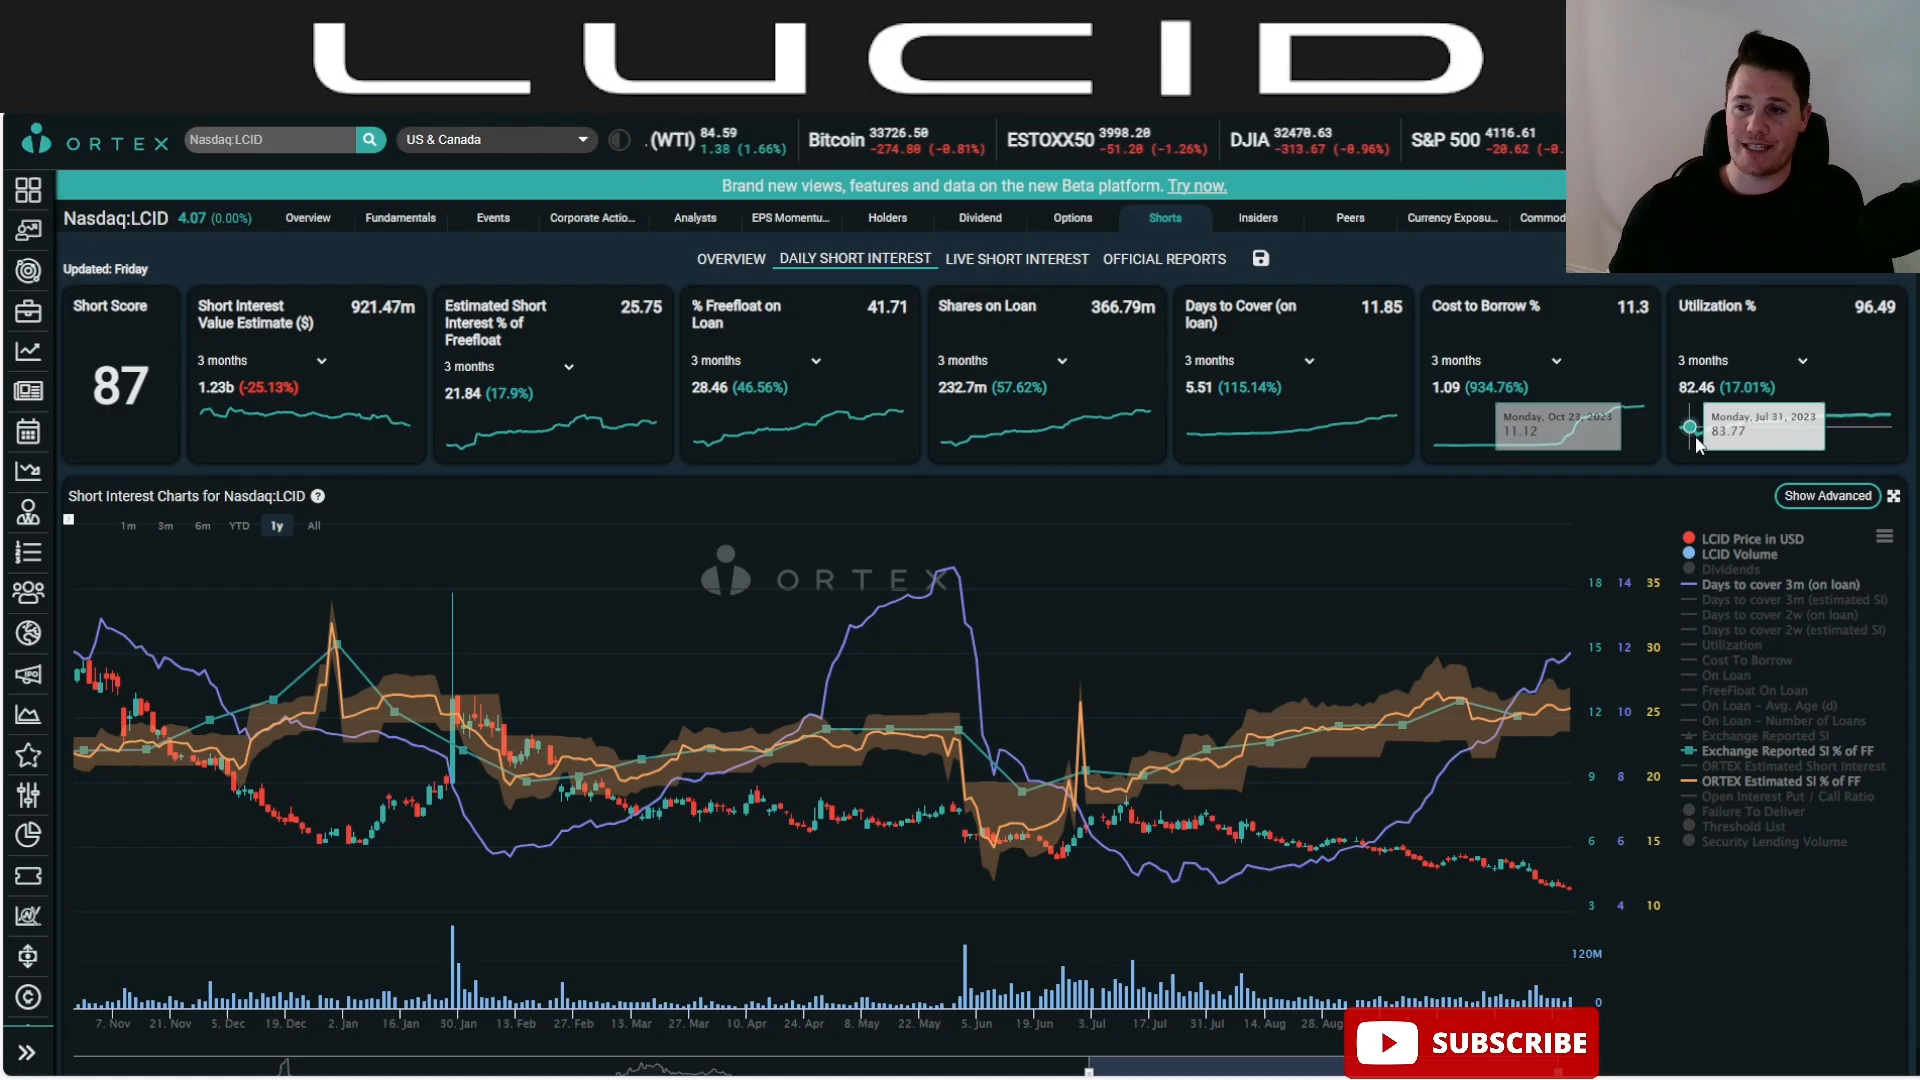 LUCID
ORTEX
Nasdaq:LCID
US & Canada
(WTI) 84.59 1.38 (1.66%)
Bitcoin 33726.50 -274.80 (-0.81%)
ESTOXX50 3998.20 -51.20 (-1.26%)
DJIA 32470.63 -313.67 (-0.96%)
S&P 500 4116.61 -20.62 (-0.
Brand new views, features and data on the new Beta platform. Try now.
Nasdaq:LCID 4.07 (0.00%)
Overview Fundamentals Events Corporate Actio... Analysts EPS Momentu... Holders Dividend Options Shorts Insiders Peers Currency Exposu... Commod
OVERVIEW DAILY SHORT INTEREST LIVE SHORT INTEREST OFFICIAL REPORTS
Updated: Friday
Short Score
87
Short Interest Value Estimate ($) 921.47m
3 months
1.23b (-25.13%)
Estimated Short Interest % of Freefloat 25.75
3 months
21.84 (17.9%)
% Freefloat on Loan 41.71
3 months
28.46 (46.56%)
Shares on Loan 366.79m
3 months
232.7m (57.62%)
Days to Cover (on loan) 11.85
3 months
5.51 (115.14%)
Cost to Borrow % 11.3
3 months
1.09 (934.76%)
Monday, Oct 23, 2023
11.12
Utilization % 96.49
3 months
82.46 (17.01%)
Monday, Jul 31, 2023
83.77
Short Interest Charts for Nasdaq:LCID ?
Show Advanced
1m 3m 6m YTD 1y All
ORTEX
18 14 35
15 12 30
12 10 25
9 8 20
6 6 15
3 4 10
120M
0
LCID Price in USD
LCID Volume
Dividends
Days to cover 3m (on loan)
Days to cover 3m (estimated SI)
Days to cover 2w (on loan)
Days to cover 2w (estimated SI)
Utilization
Cost To Borrow
On Loan
FreeFloat On Loan
On Loan - Avg. Age (d)
On Loan - Number of Loans
Exchange Reported SI
Exchange Reported SI % of FF
ORTEX Estimated Short Interest
ORTEX Estimated SI % of FF
Open Interest Put / Call Ratio
Failure To Deliver
Threshold List
Security Lending Volume
7. Nov 21. Nov 5. Dec 19. Dec 2. Jan 16. Jan 30. Jan 13. Feb 27. Feb 13. Mar 27. Mar 10. Apr 24. Apr 8. May 22. May 5. Jun 19. Jun 3. Jul 17. Jul 31. Jul 14. Aug 28. Aug
SUBSCRIBE